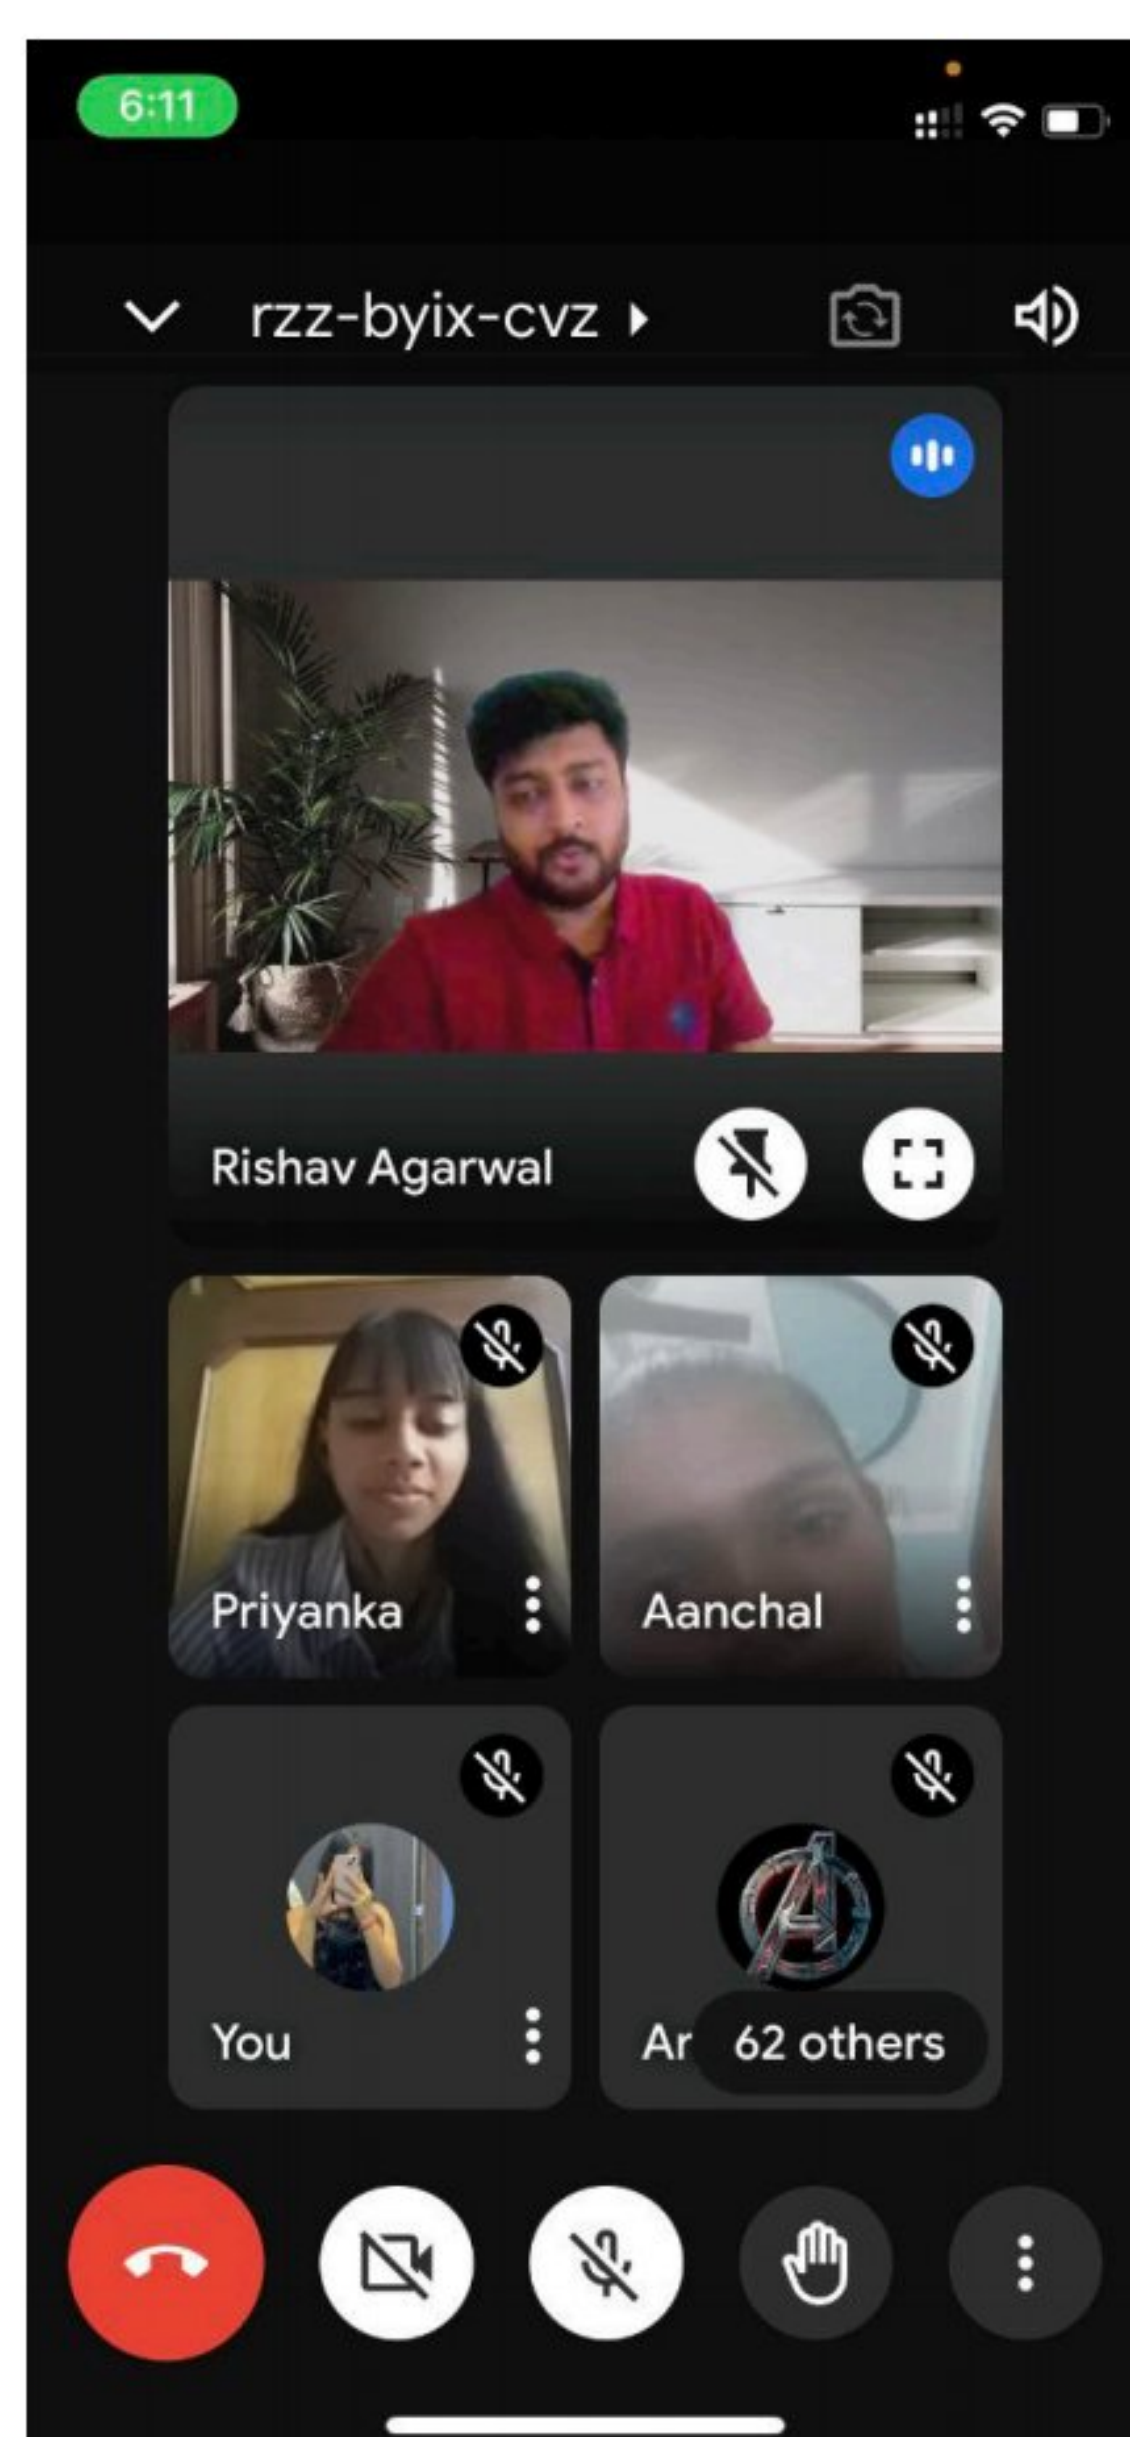 6:11
rzz-byix-cvz
Rishav Agarwal
Priyanka
Aanchal
You
Ar
62 others